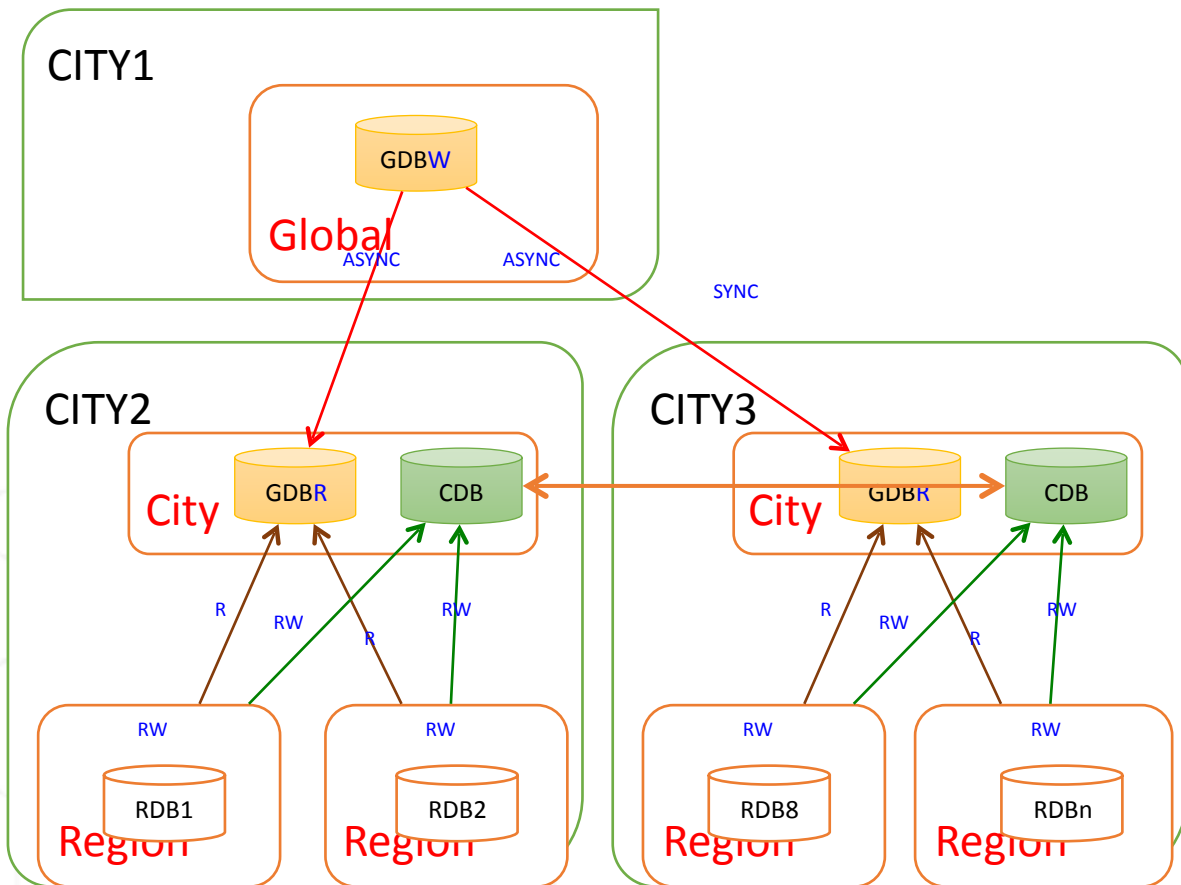 CITY1
GDBW
Global
ASYNC
ASYNC
SYNC
CITY2
CITY3
GDBR
CDB
City
GDBR
CDB
City
R
RW
R
RW
R
RW
R
RW
RW
RW
RW
RW
RDB1
RDB2
RDB8
RDBn
Region
Region
Region
Region